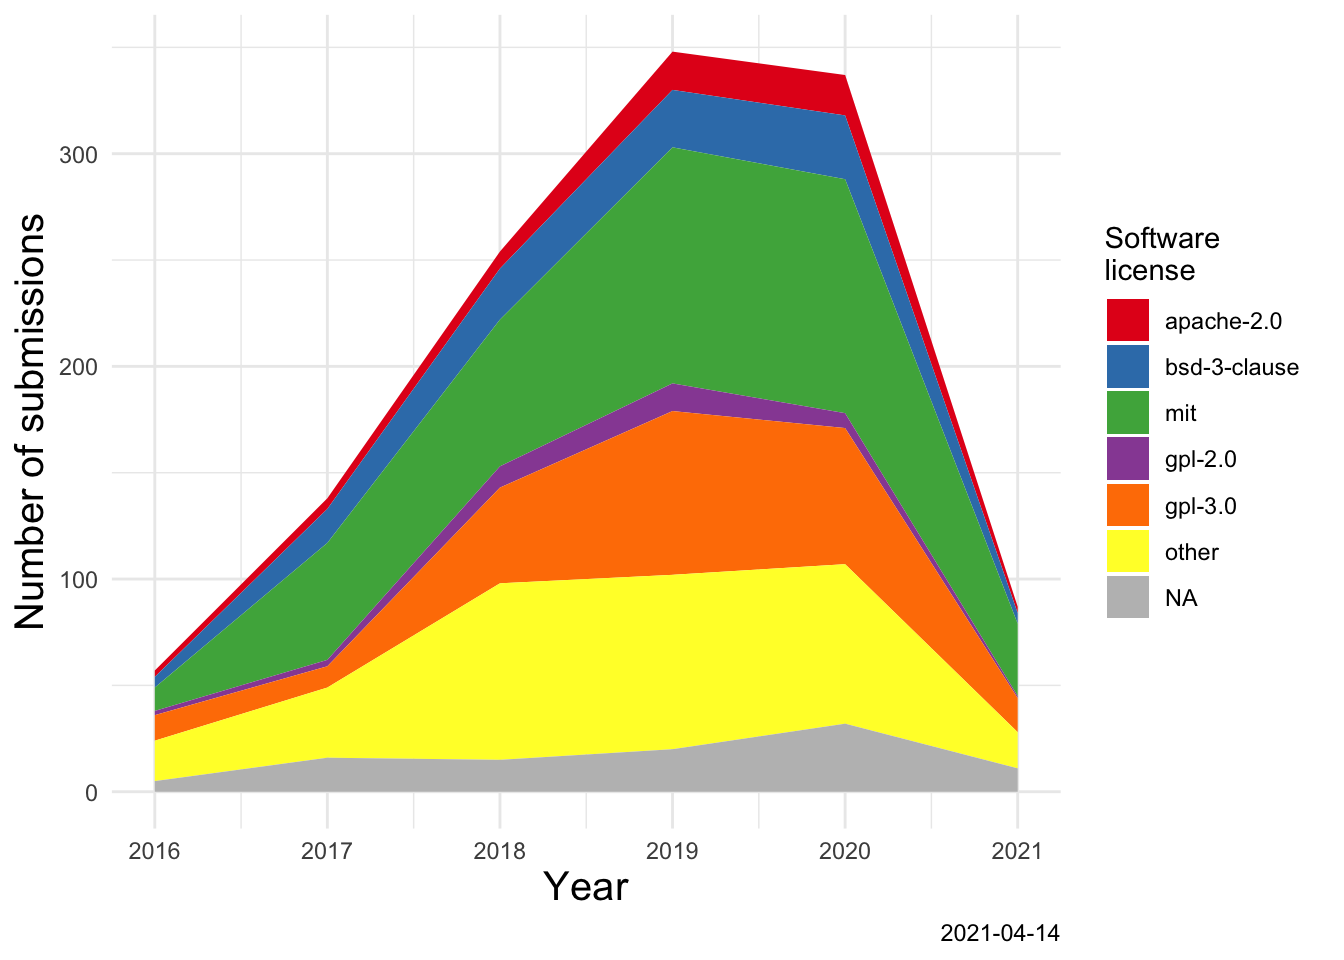 Number of submissions
300
200
100
0
2016 2017 2018 2019 2020 2021
Year
2021-04-14
Software
license
apache-2.0
bsd-3-clause
mit
gpl-2.0
gpl-3.0
other
NA